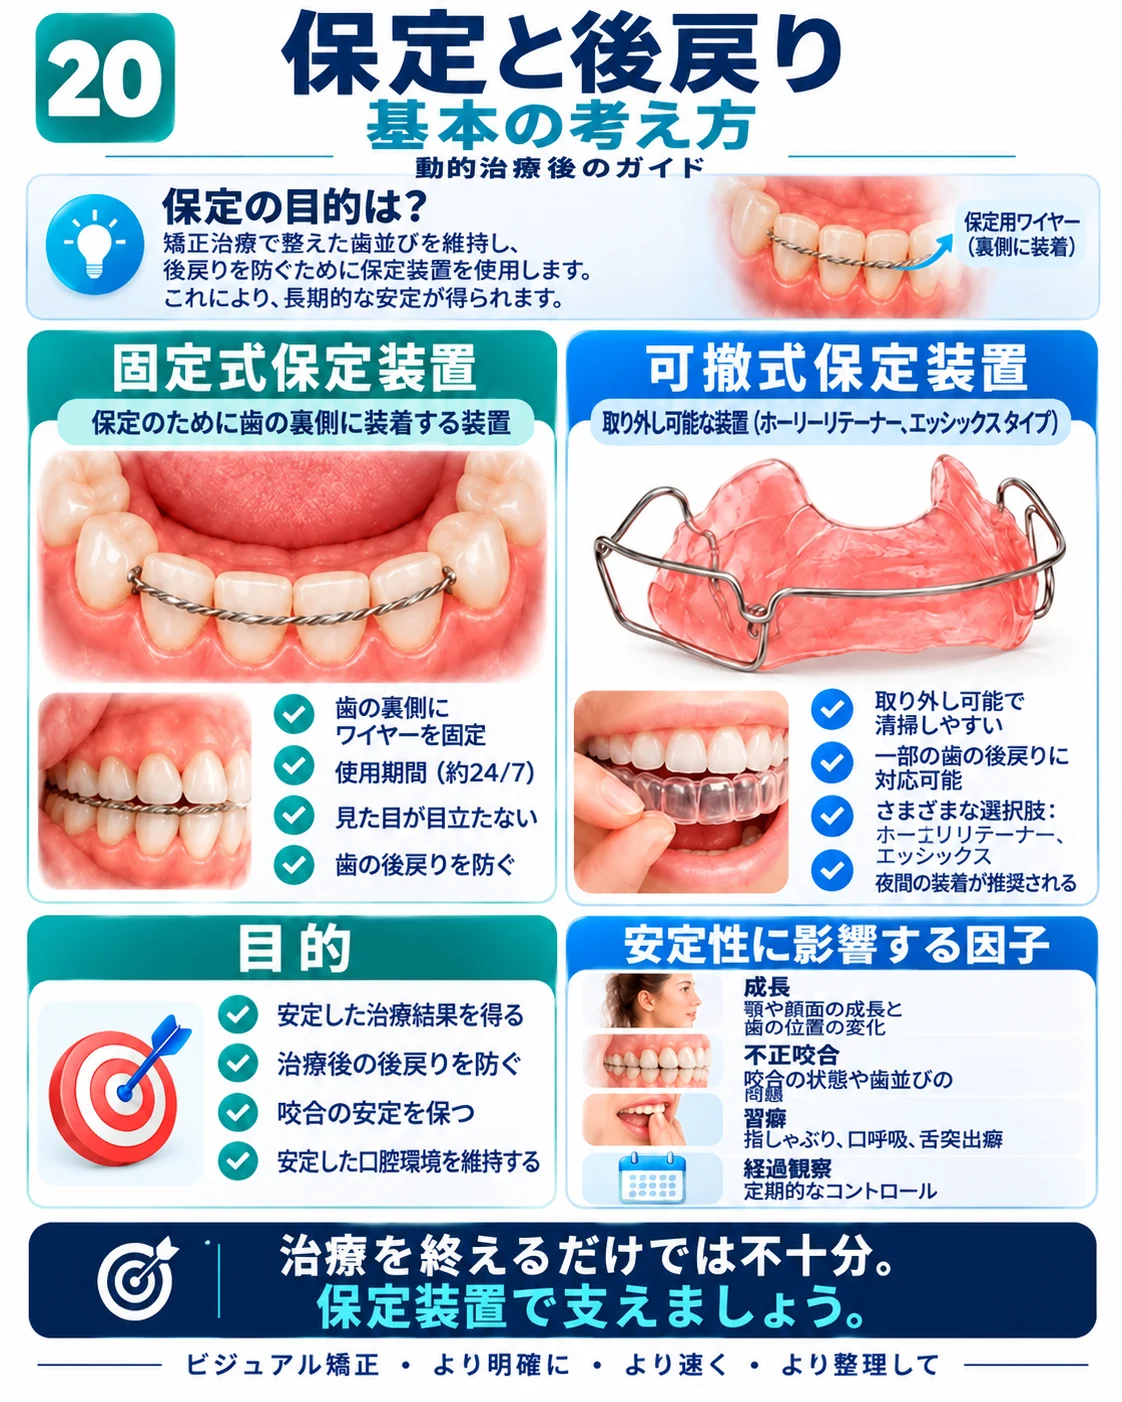 20
保定と後戻り
基本の考え方
動的治療後のガイド
保定の目的は？
矯正治療で整えた歯並びを維持し、
後戻りを防ぐために保定装置を使用します。
これにより、長期的な安定が得られます。
保定用ワイヤー
（裏側に装着）
固定式保定装置
保定のために歯の裏側に装着する装置
歯の裏側に
ワイヤーを固定
使用期間（約24/7）
見た目が目立たない
歯の後戻りを防ぐ
可撤式保定装置
取り外し可能な装置（ホーリーリテーナー、エッシックスタイプ）
取り外し可能で
清掃しやすい
一部の歯の後戻りに
対応可能
さまざまな選択肢：
ホーエリリテーナー、
エッシックス
夜間の装着が推奨される
目的
安定した治療結果を得る
治療後の後戻りを防ぐ
咬合の安定を保つ
安定した口腔環境を維持する
安定性に影響する因子
成長
顎や顔面の成長と
歯の位置の変化
不正咬合
咬合の状態や歯並びの
習癖
指しゃぶり、口呼吸、舌突出癖
経過観察
定期的なコントロール
治療を終えるだけでは不十分。
保定装置で支えましょう。
ビジュアル矯正 • より明確に • より速く • より整理して